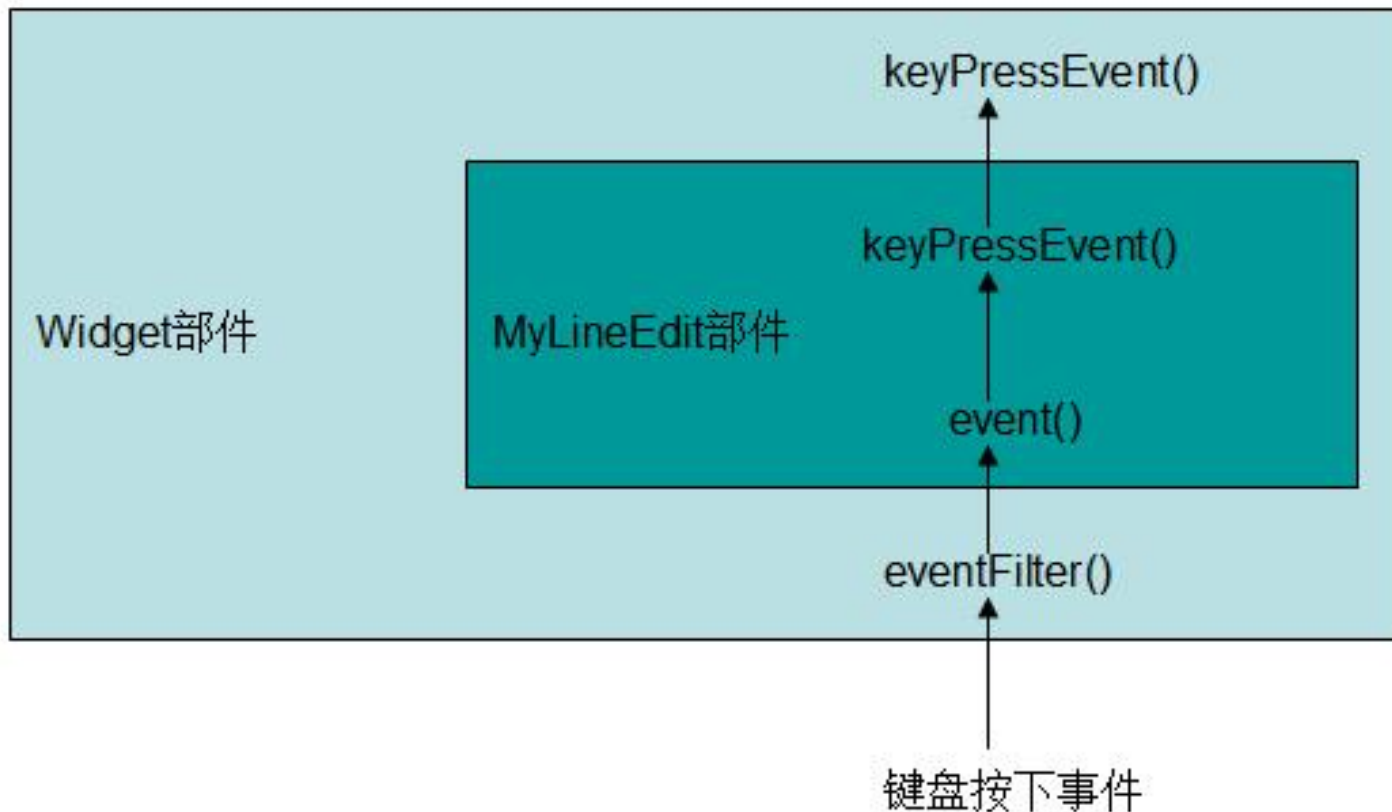 keyPressEvent()
keyPressEvent()
Widget部件
MyLineEdit部件
event()
eventFilter()
键盘按下事件